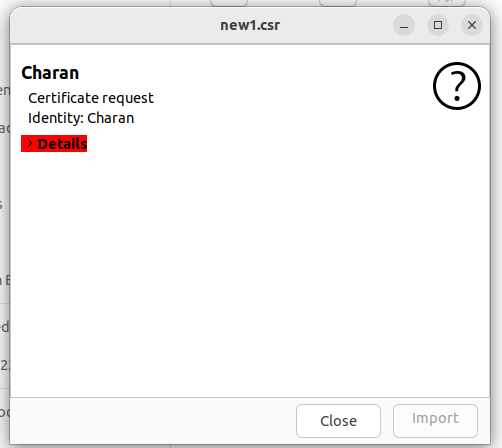 new1.csr
Charan
Certificate request
Identity: Charan
Details
Close
Import